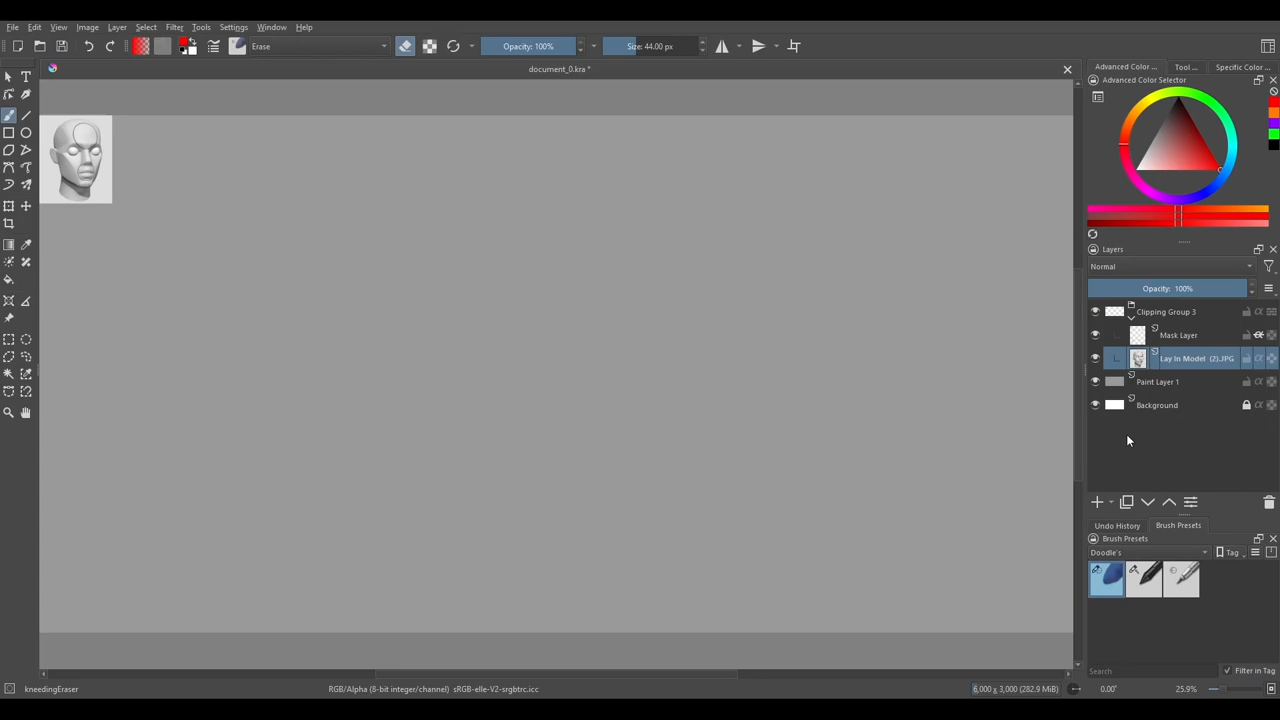 File Edit View Image Layer Select Filter Tools Settings Window Help
Erase Opacity: 100% Size: 44.00 px
document_0.kra *
Advanced Color ... Tool ... Specific Color ...
Advanced Color Selector
Layers
Normal
Opacity: 100%
Clipping Group 3
Mask Layer
Lay In Model (2).JPG
Paint Layer 1
Background
Undo History Brush Presets
Brush Presets
Doodle's Tag
Search Filter in Tag
kneedingEraser RGB/Alpha (8-bit integer/channel) sRGB-elle-V2-srgbtrc.icc 6,000 x 3,000 (282.9 MiB) 0.00° 25.9%